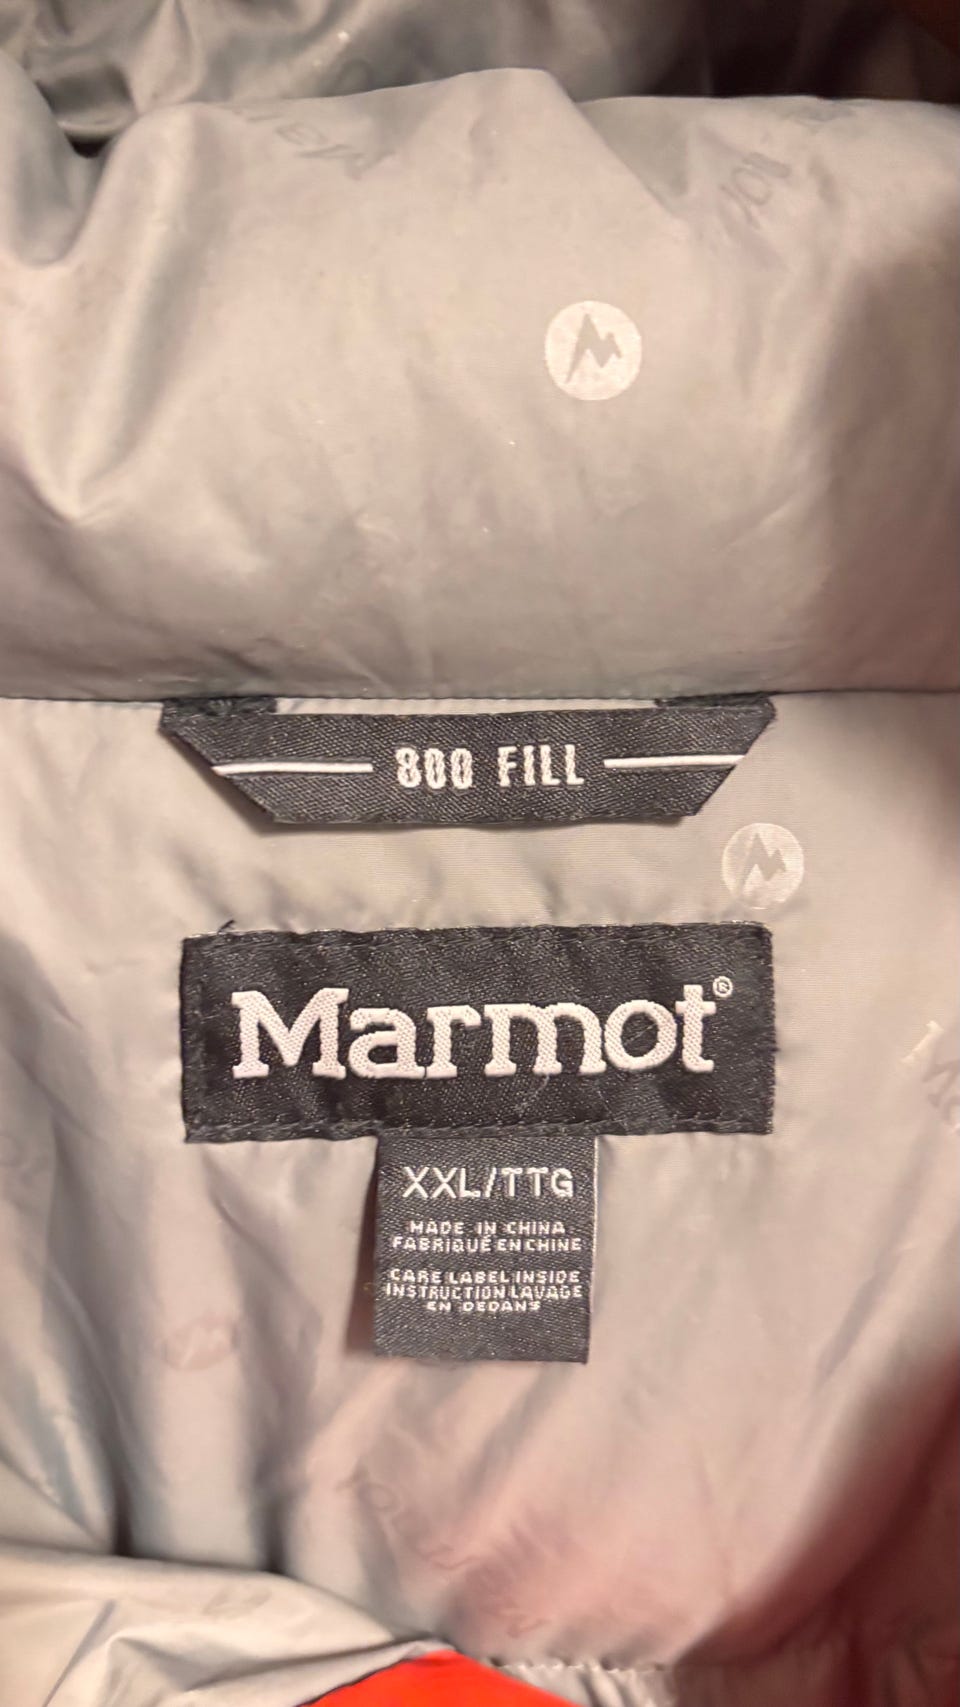 800 FILL
Marmot®
XXL/TTG
MADE IN CHINA
FABRIQUÉ EN CHINE
CARE LABEL INSIDE
INSTRUCTION LAVAGE
EN DEDANS